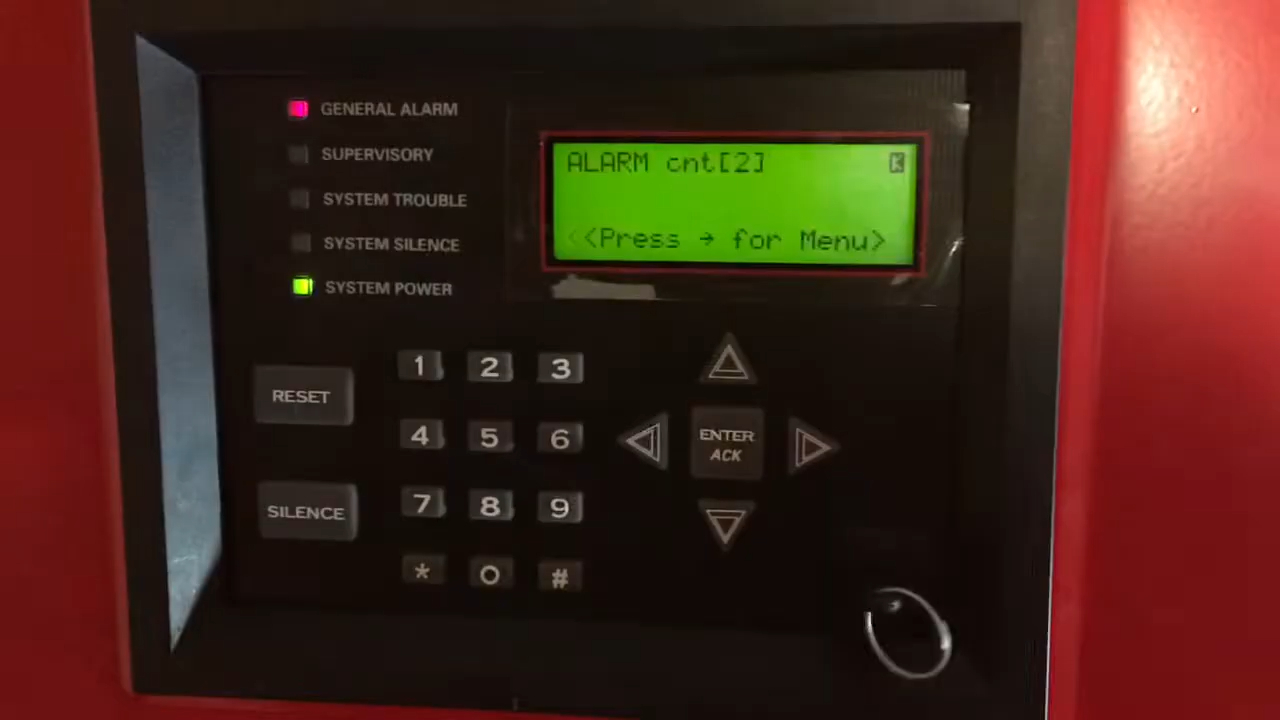 GENERAL ALARM
SUPERVISORY
SYSTEM TROUBLE
SYSTEM SILENCE
SYSTEM POWER
ALARM cnt[2] K
<<Press → for Menu>
RESET
SILENCE
1 2 3
4 5 6
7 8 9
* 0 #
ENTER
ACK